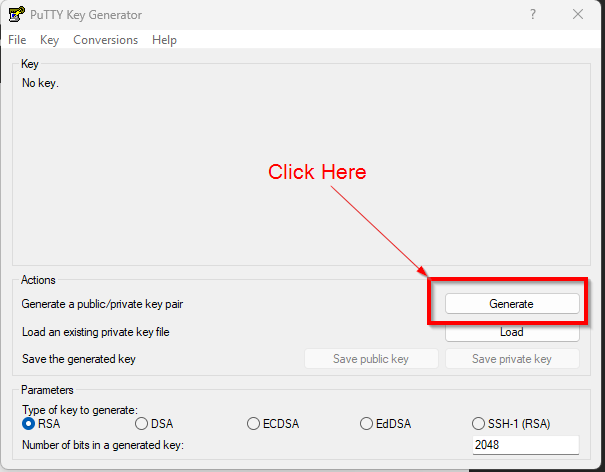 PuTTY Key Generator
?
File Key Conversions Help
Key
No key.
Click Here
Actions
Generate a public/private key pair
Generate
Load an existing private key file
Load
Save the generated key
Save public key
Save private key
Parameters
Type of key to generate:
RSA DSA ECDSA EdDSA SSH-1 (RSA)
Number of bits in a generated key:
2048